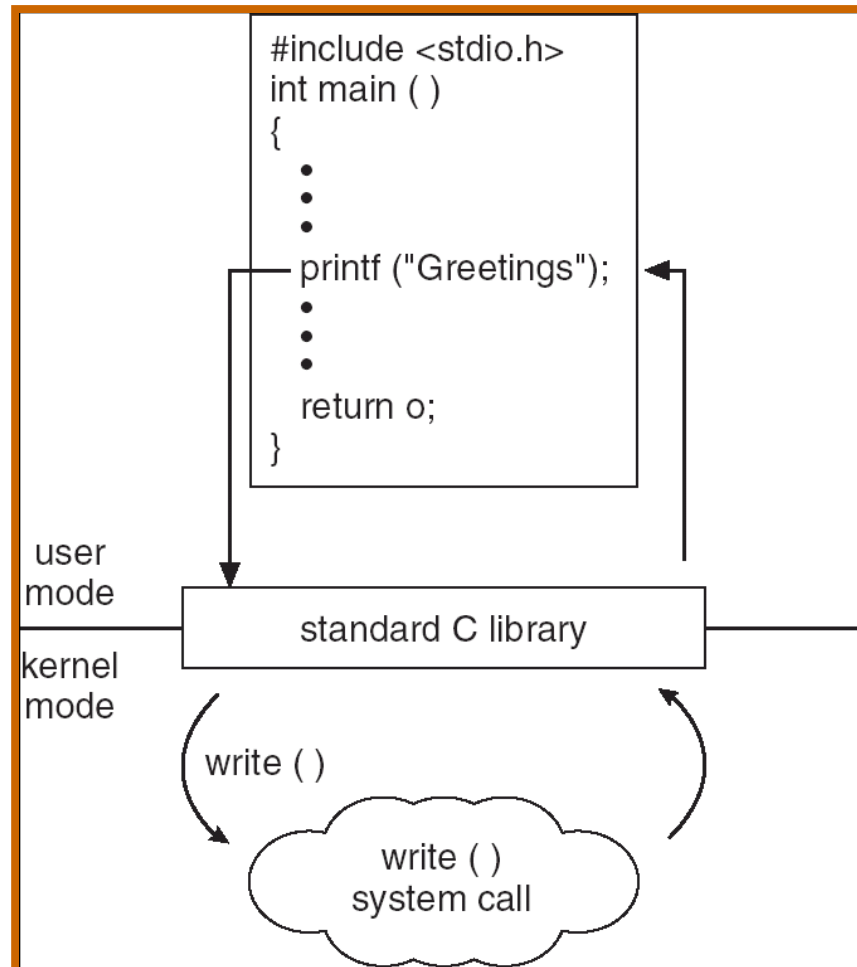 #include <stdio.h>
int main ( )
{
•
•
•
printf ("Greetings");
•
•
•
return o;
}
user
mode
standard C library
kernel
mode
write ( )
write ( )
system call